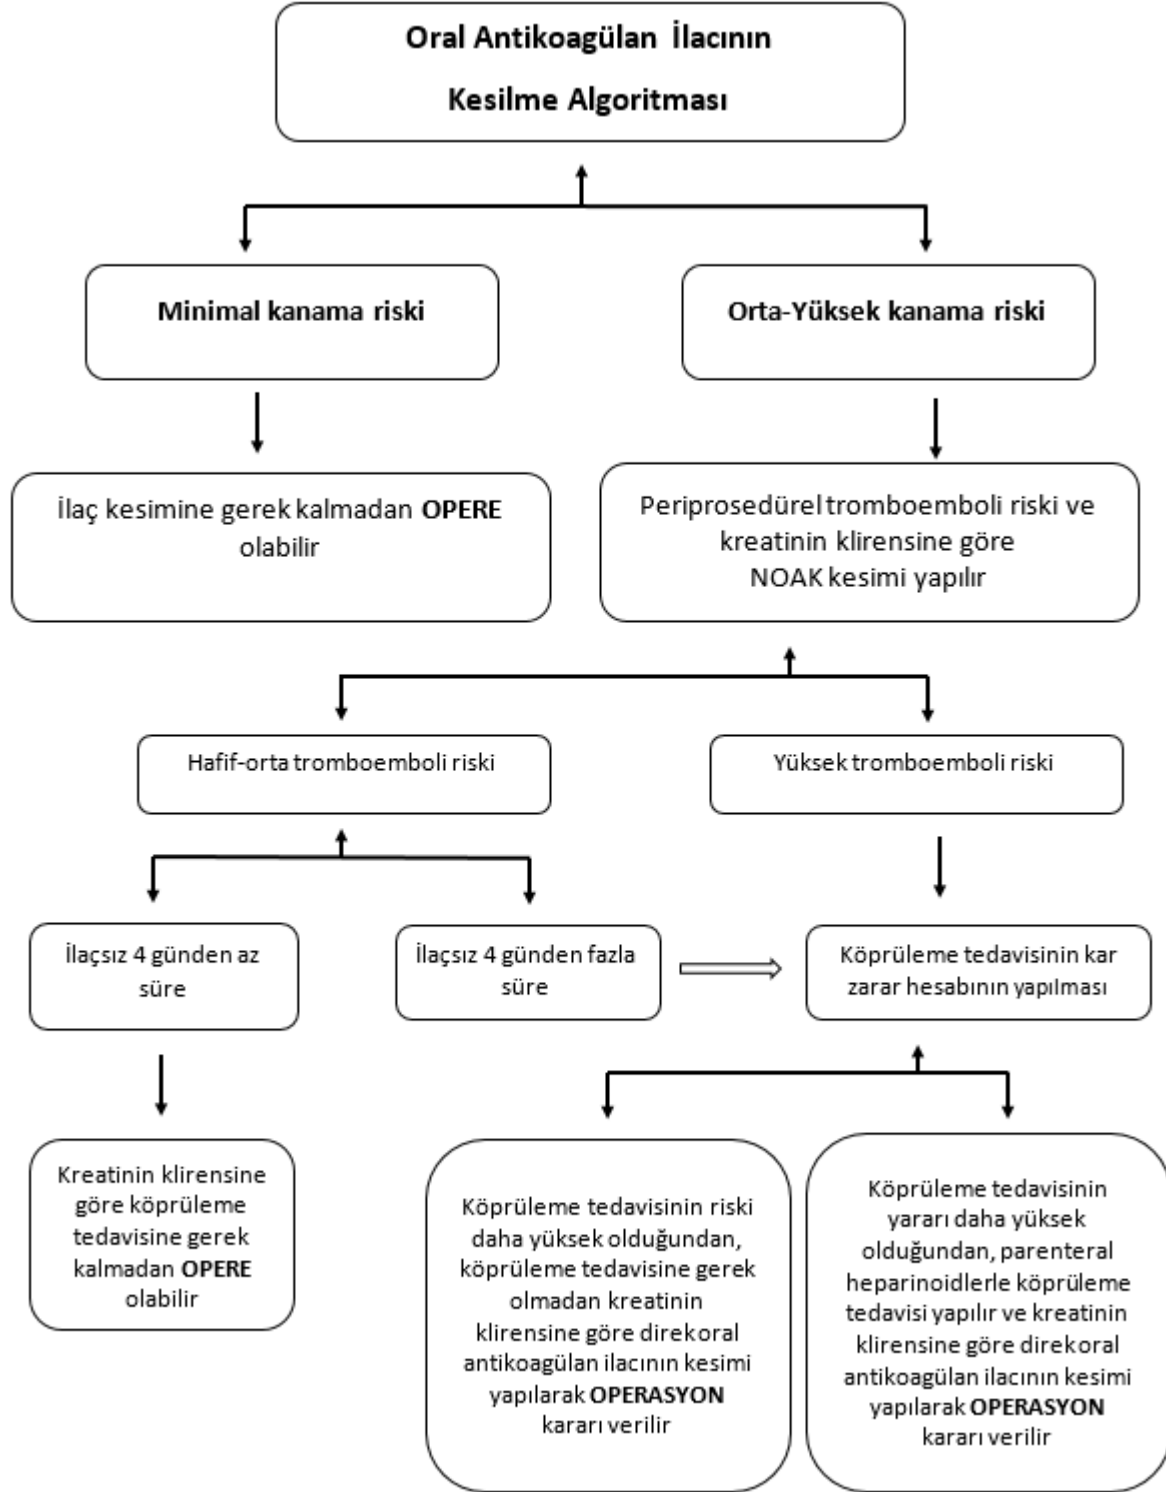 Oral Antikoagülan İlacının
Kesilme Algoritması
Minimal kanama riski
Orta-Yüksek kanama riski
İlaç kesimine gerek kalmadan OPERE
olabilir
Periprosedürel tromboemboli riski ve
kreatinin klirensine göre
NOAK kesimi yapılır
Hafif-orta tromboemboli riski
Yüksek tromboemboli riski
İlaçsız 4 günden az
süre
İlaçsız 4 günden fazla
süre
Köprüleme tedavisinin kar
zarar hesabının yapılması
Kreatinin klirensine
göre köprüleme
tedavisine gerek
kalmadan OPERE
olabilir
Köprüleme tedavisinin riski
daha yüksek olduğundan,
köprüleme tedavisine gerek
olmadan kreatinin
klirensine göre direk oral
antikoagülan ilacının kesimi
yapılarak OPERASYON
kararı verilir
Köprüleme tedavisinin
yararı daha yüksek
olduğundan, parenteral
heparinoidlerle köprüleme
tedavisi yapılır ve kreatinin
klirensine göre direk oral
antikoagülan ilacının kesimi
yapılarak OPERASYON
kararı verilir